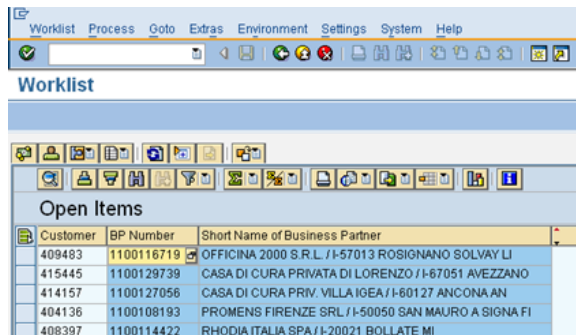 Worklist Process Goto Extras Environment Settings System Help
Worklist
Open Items
Customer BP Number Short Name of Business Partner
409483 1100116719 OFFICINA 2000 S.R.L. / I-57013 ROSIGNANO SOLVAY LI
415445 1100129739 CASA DI CURA PRIVATA DI LORENZO / I-67051 AVEZZANO
414157 1100127056 CASA DI CURA PRIV. VILLA IGEA / I-60127 ANCONA AN
404136 1100108193 PROMENS FIRENZE SRL / I-50050 SAN MAURO A SIGNA FI
408397 1100114422 RHODIA ITALIA SPA / I-20021 BOLLATE MI